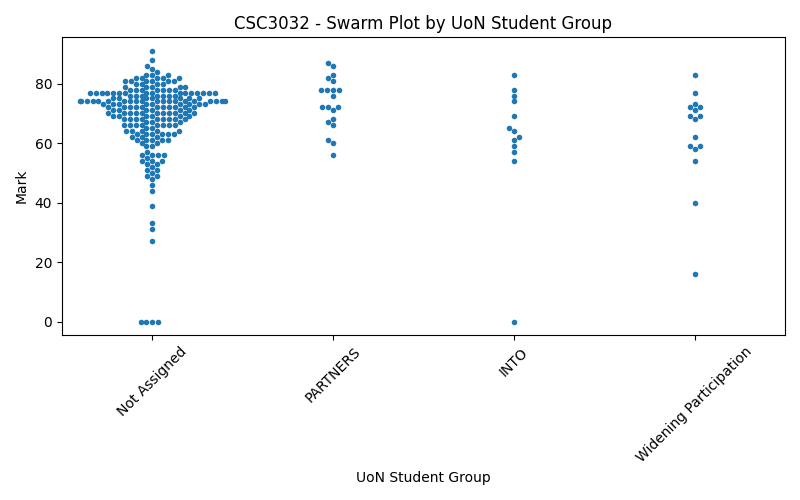 CSC3032 - Swarm Plot by UoN Student Group
Mark
80
60
40
20
0
Not Assigned
PARTNERS
INTO
Widening Participation
UoN Student Group